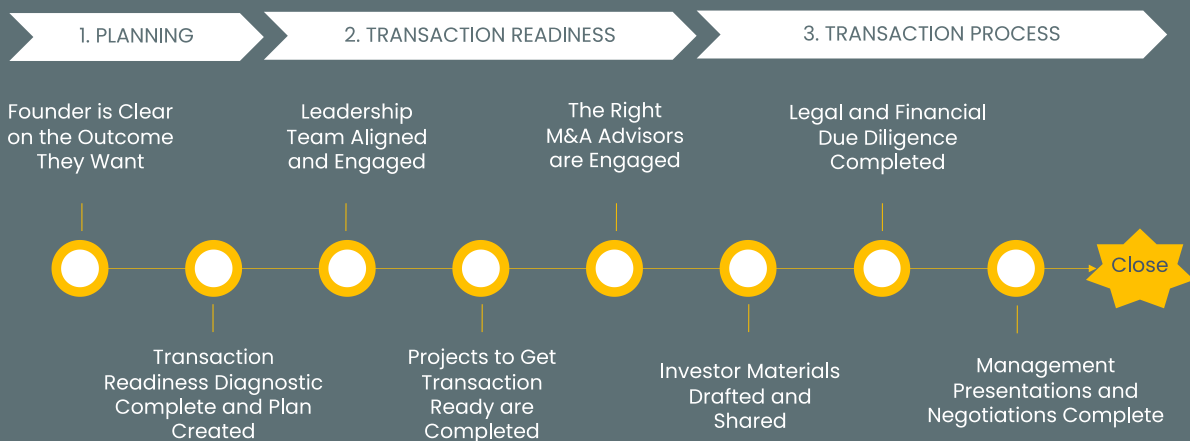 1. PLANNING
2. TRANSACTION READINESS
3. TRANSACTION PROCESS
Founder is Clear
on the Outcome
They Want
Leadership
Team Aligned
and Engaged
The Right
M&A Advisors
are Engaged
Legal and Financial
Due Diligence
Completed
Close
Transaction
Readiness Diagnostic
Complete and Plan
Created
Projects to Get
Transaction
Ready are
Completed
Investor Materials
Drafted and
Shared
Management
Presentations and
Negotiations Complete